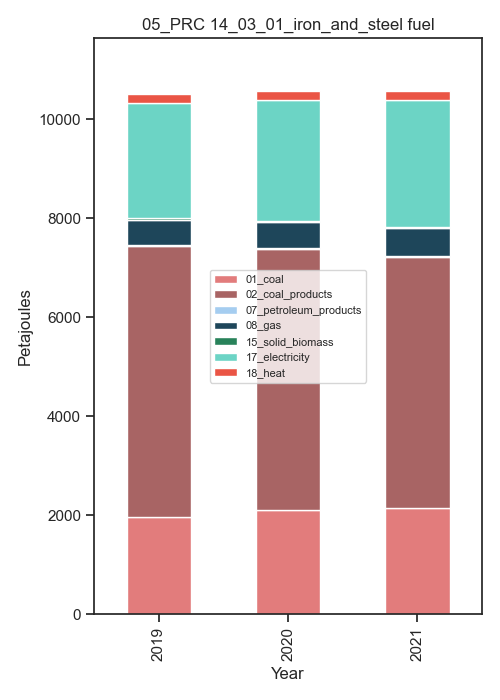 05_PRC 14_03_01_iron_and_steel fuel
Petajoules
10000
8000
6000
4000
2000
0
01_coal
02_coal_products
07_petroleum_products
08_gas
15_solid_biomass
17_electricity
18_heat
2019
2020
2021
Year